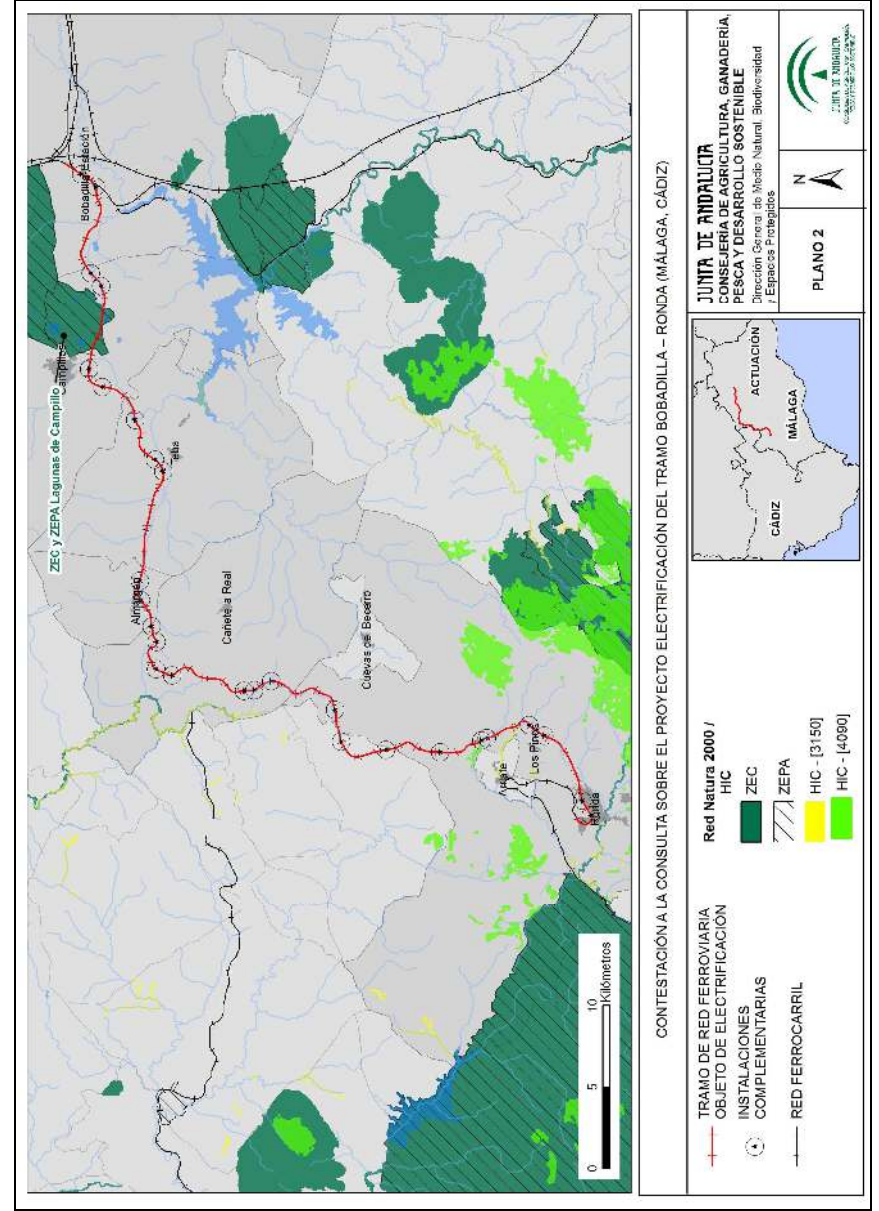 ZEC y ZEPA Lagunas de Campillo
Campillos
Bobadilla-Estación
Teba
Almargen
Cañete la Real
Cuevas del Becerro
Arriate
Los Pinos
Ronda
0 5 10
Kilómetros
CONTESTACIÓN A LA CONSULTA SOBRE EL PROYECTO ELECTRIFICACIÓN DEL TRAMO BOBADILLA – RONDA (MÁLAGA, CÁDIZ)
TRAMO DE RED FERROVIARIA
OBJETO DE ELECTRIFICACIÓN
INSTALACIONES
COMPLEMENTARIAS
RED FERROCARRIL
Red Natura 2000 /
HIC
ZEC
ZEPA
HIC - [3150]
HIC - [4090]
CÁDIZ
MÁLAGA
ACTUACIÓN
JUNTA DE ANDALUCIA
CONSEJERÍA DE AGRICULTURA, GANADERÍA,
PESCA Y DESARROLLO SOSTENIBLE
Dirección General de Medio Natural, Biodiversidad
y Espacios Protegidos
PLANO 2
N
JUNTA DE ANDALUCIA